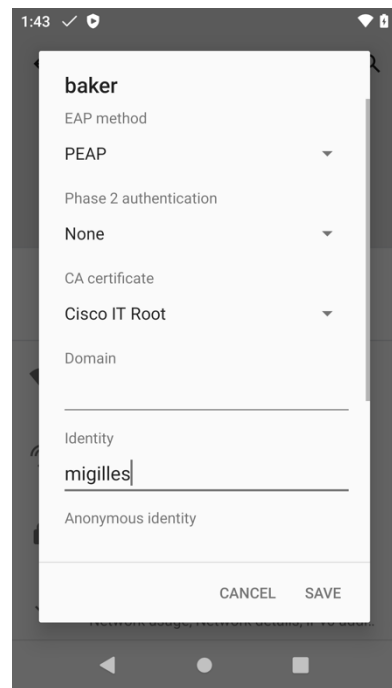 1:43
baker
EAP method
PEAP
Phase 2 authentication
None
CA certificate
Cisco IT Root
Domain
Identity
migilles
Anonymous identity
CANCEL SAVE